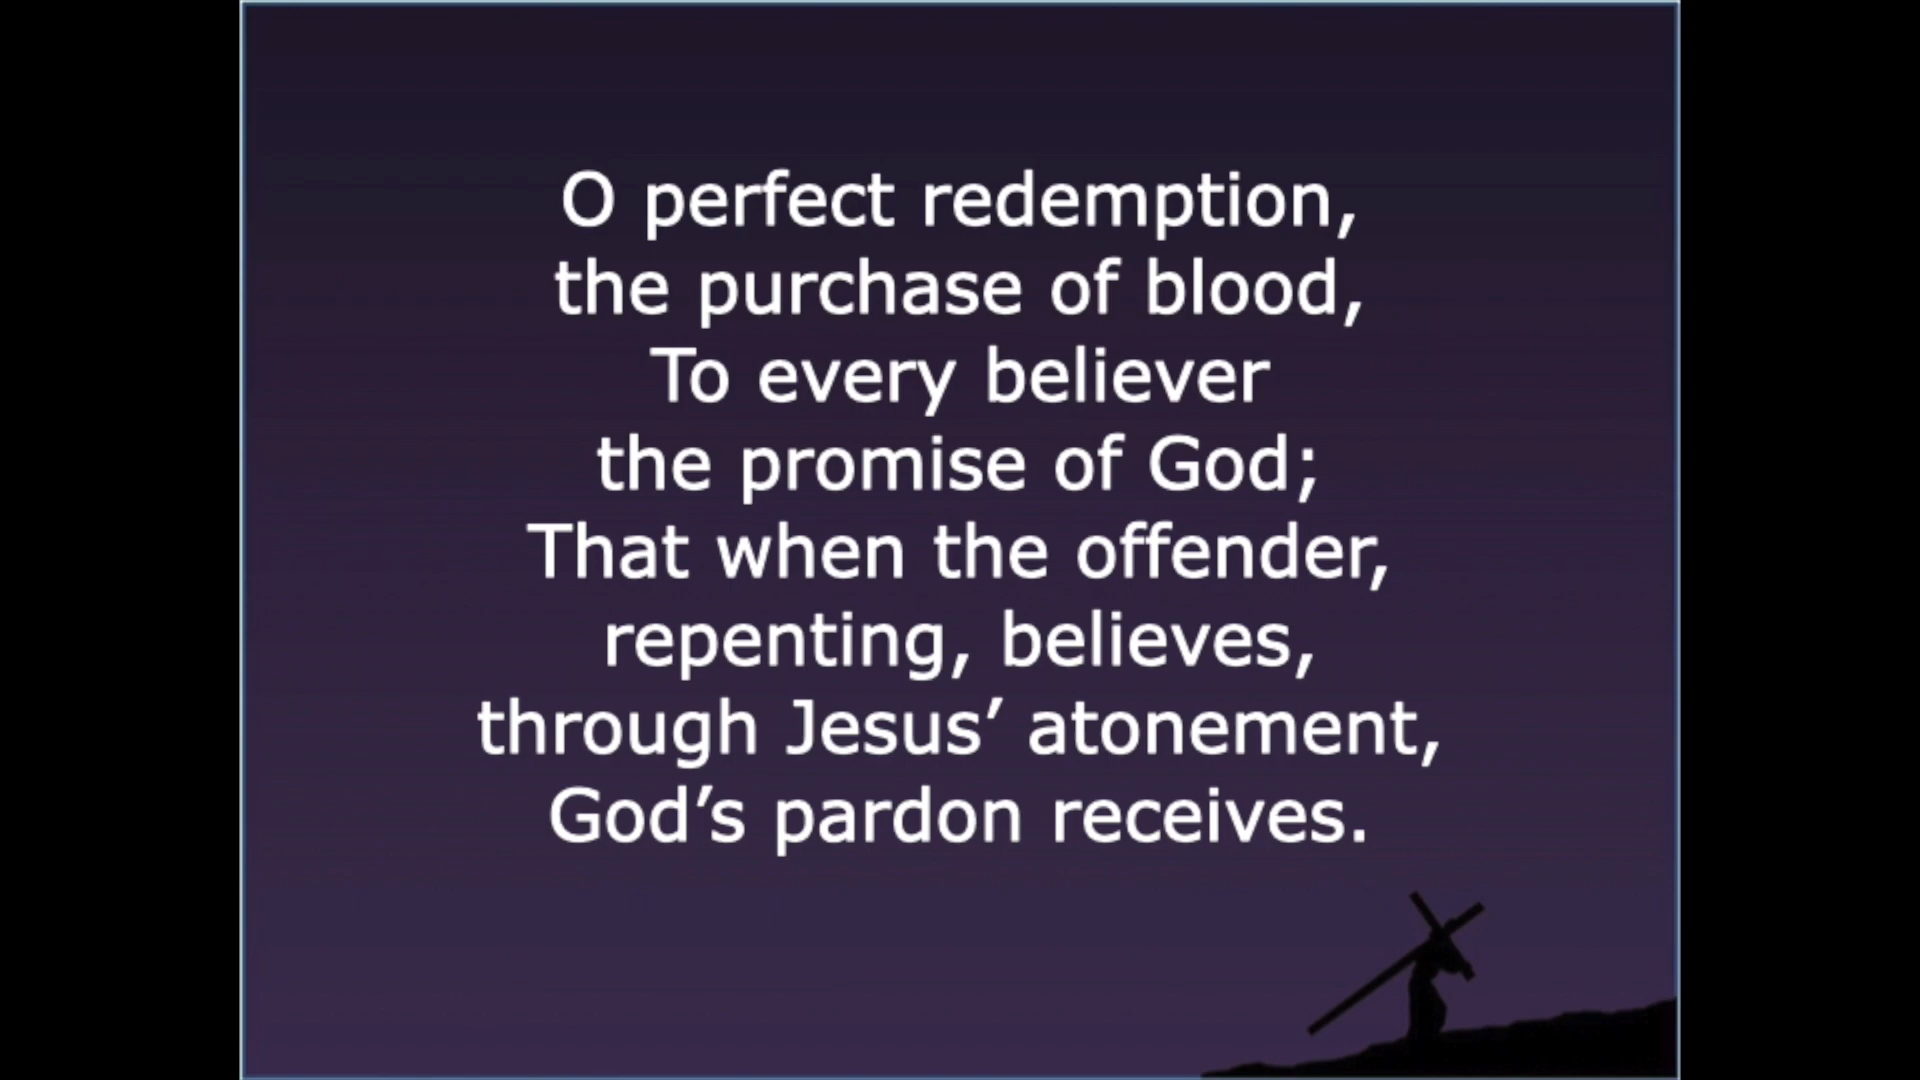 O perfect redemption,
the purchase of blood,
To every believer
the promise of God;
That when the offender,
repenting, believes,
through Jesus’ atonement,
God’s pardon receives.